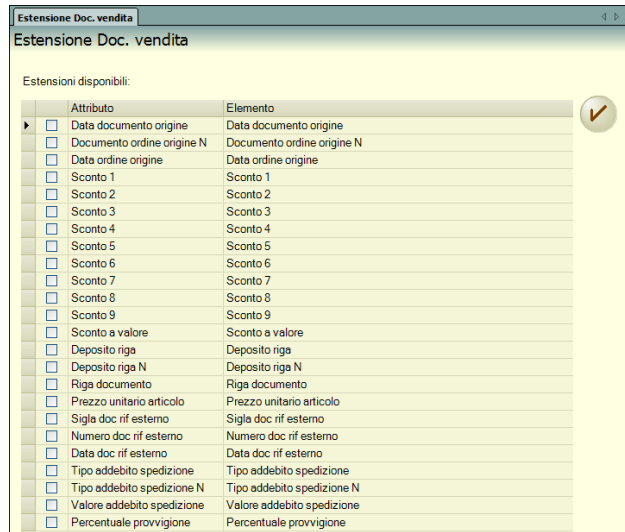 Estensione Doc. vendita
Estensione Doc. vendita
Estensioni disponibili:
Attributo Elemento
Data documento origine Data documento origine
Documento ordine origine N Documento ordine origine N
Data ordine origine Data ordine origine
Sconto 1 Sconto 1
Sconto 2 Sconto 2
Sconto 3 Sconto 3
Sconto 4 Sconto 4
Sconto 5 Sconto 5
Sconto 6 Sconto 6
Sconto 7 Sconto 7
Sconto 8 Sconto 8
Sconto 9 Sconto 9
Sconto a valore Sconto a valore
Deposito riga Deposito riga
Deposito riga N Deposito riga N
Riga documento Riga documento
Prezzo unitario articolo Prezzo unitario articolo
Sigla doc rif esterno Sigla doc rif esterno
Numero doc rif esterno Numero doc rif esterno
Data doc rif esterno Data doc rif esterno
Tipo addebito spedizione Tipo addebito spedizione
Tipo addebito spedizione N Tipo addebito spedizione N
Valore addebito spedizione Valore addebito spedizione
Percentuale provvigione Percentuale provvigione